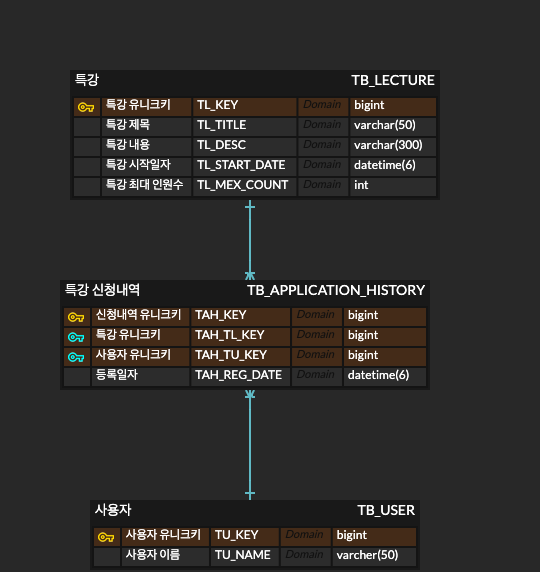 특강 TB_LECTURE
특강 유니크키 TL_KEY Domain bigint
특강 제목 TL_TITLE Domain varchar(50)
특강 내용 TL_DESC Domain varchar(300)
특강 시작일자 TL_START_DATE Domain datetime(6)
특강 최대 인원수 TL_MEX_COUNT Domain int
특강 신청내역 TB_APPLICATION_HISTORY
신청내역 유니크키 TAH_KEY Domain bigint
특강 유니크키 TAH_TL_KEY Domain bigint
사용자 유니크키 TAH_TU_KEY Domain bigint
등록일자 TAH_REG_DATE Domain datetime(6)
사용자 TB_USER
사용자 유니크키 TU_KEY Domain bigint
사용자 이름 TU_NAME Domain varcher(50)